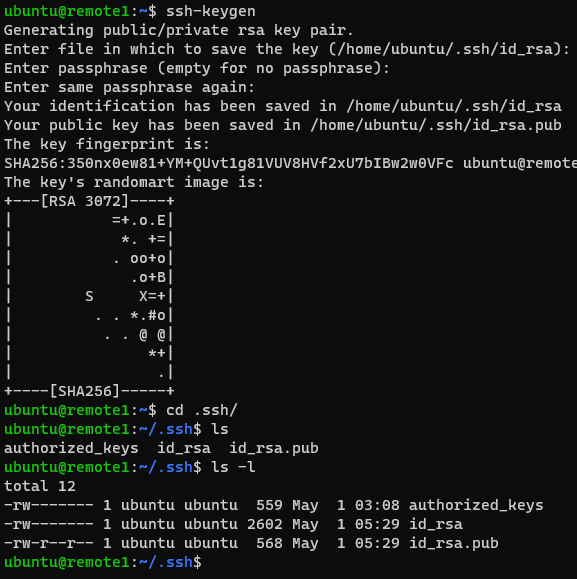 ubuntu@remote1:~$ ssh-keygen
Generating public/private rsa key pair.
Enter file in which to save the key (/home/ubuntu/.ssh/id_rsa):
Enter passphrase (empty for no passphrase):
Enter same passphrase again:
Your identification has been saved in /home/ubuntu/.ssh/id_rsa
Your public key has been saved in /home/ubuntu/.ssh/id_rsa.pub
The key fingerprint is:
SHA256:350nx0ew81+YM+QUvt1g81VUV8HVf2xU7bIBw2w0VFc ubuntu@remote
The key's randomart image is:
+---[RSA 3072]----+
|            =+.o.E|
|             *. +=|
|            . oo+o|
|              .o+B|
|        S     X=+|
|         . . *.#o|
|          . . @ @|
|               *+|
|                .|
+----[SHA256]-----+
ubuntu@remote1:~$ cd .ssh/
ubuntu@remote1:~/.ssh$ ls
authorized_keys  id_rsa  id_rsa.pub
ubuntu@remote1:~/.ssh$ ls -l
total 12
-rw------- 1 ubuntu ubuntu  559 May  1 03:08 authorized_keys
-rw------- 1 ubuntu ubuntu 2602 May  1 05:29 id_rsa
-rw-r--r-- 1 ubuntu ubuntu  568 May  1 05:29 id_rsa.pub
ubuntu@remote1:~/.ssh$